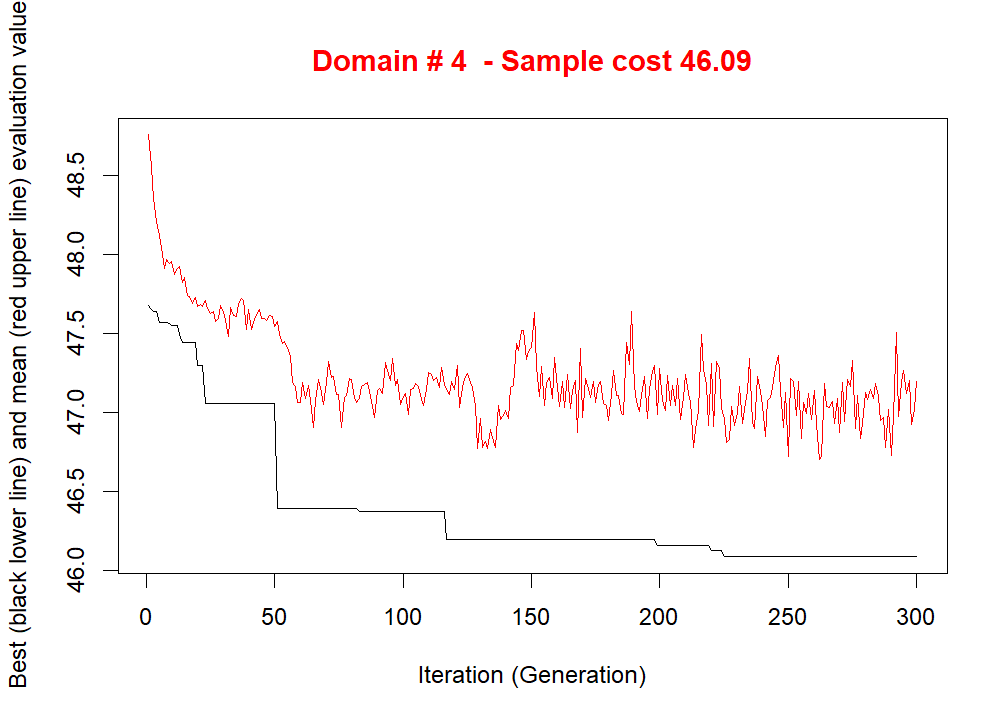 Domain # 4  - Sample cost 46.09
Best (black lower line) and mean (red upper line) evaluation value
48.5
48.0
47.5
47.0
46.5
46.0
0 50 100 150 200 250 300
Iteration (Generation)